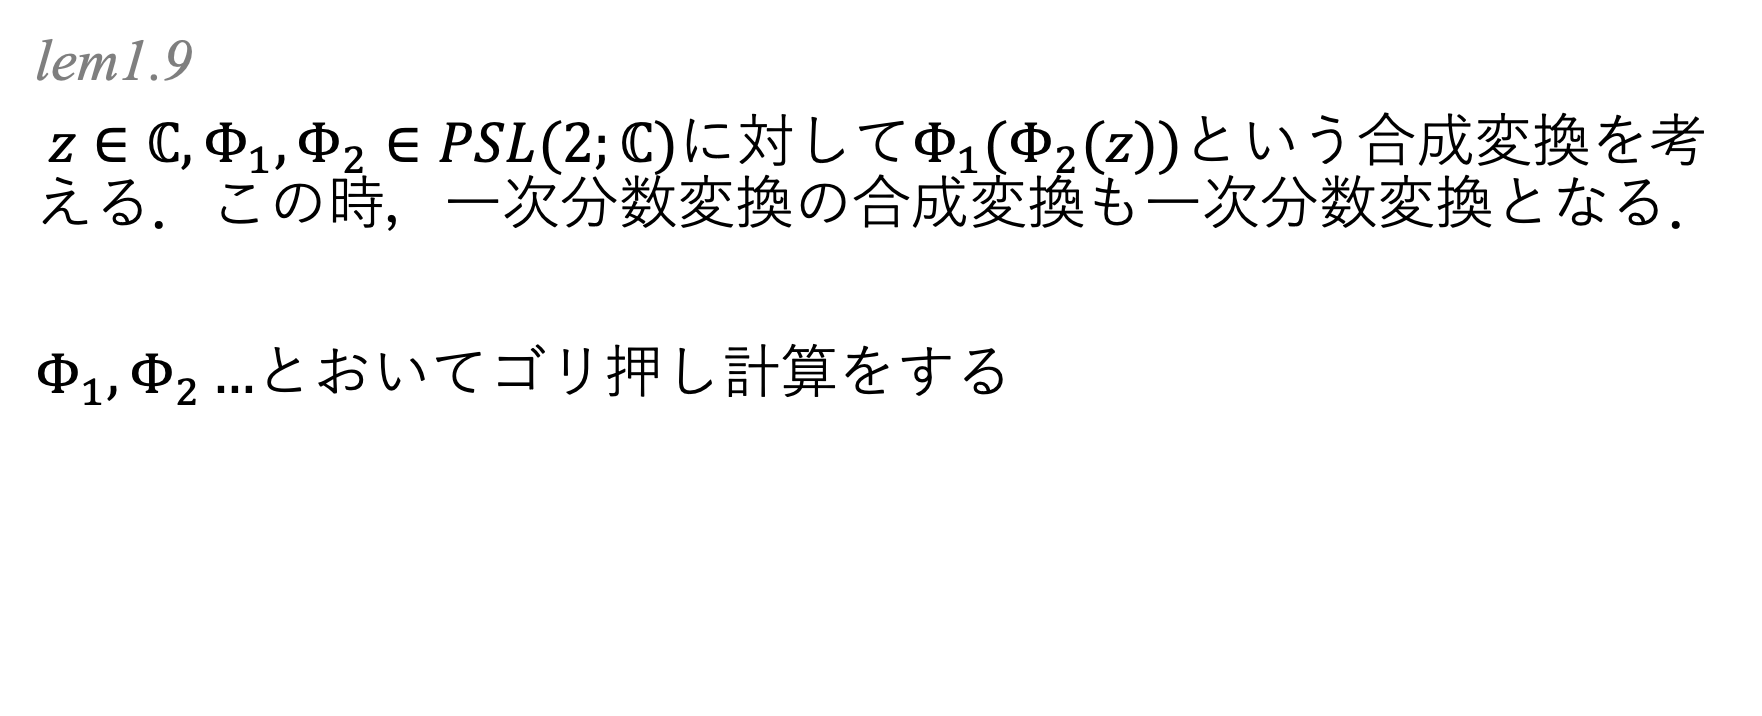 lem1.9
z ∈ ℂ, Φ₁, Φ₂ ∈ PSL(2; ℂ)に対してΦ₁(Φ₂(z))という合成変換を考
える. この時, 一次分数変換の合成変換も一次分数変換となる.
Φ₁, Φ₂ …とおいてゴリ押し計算をする